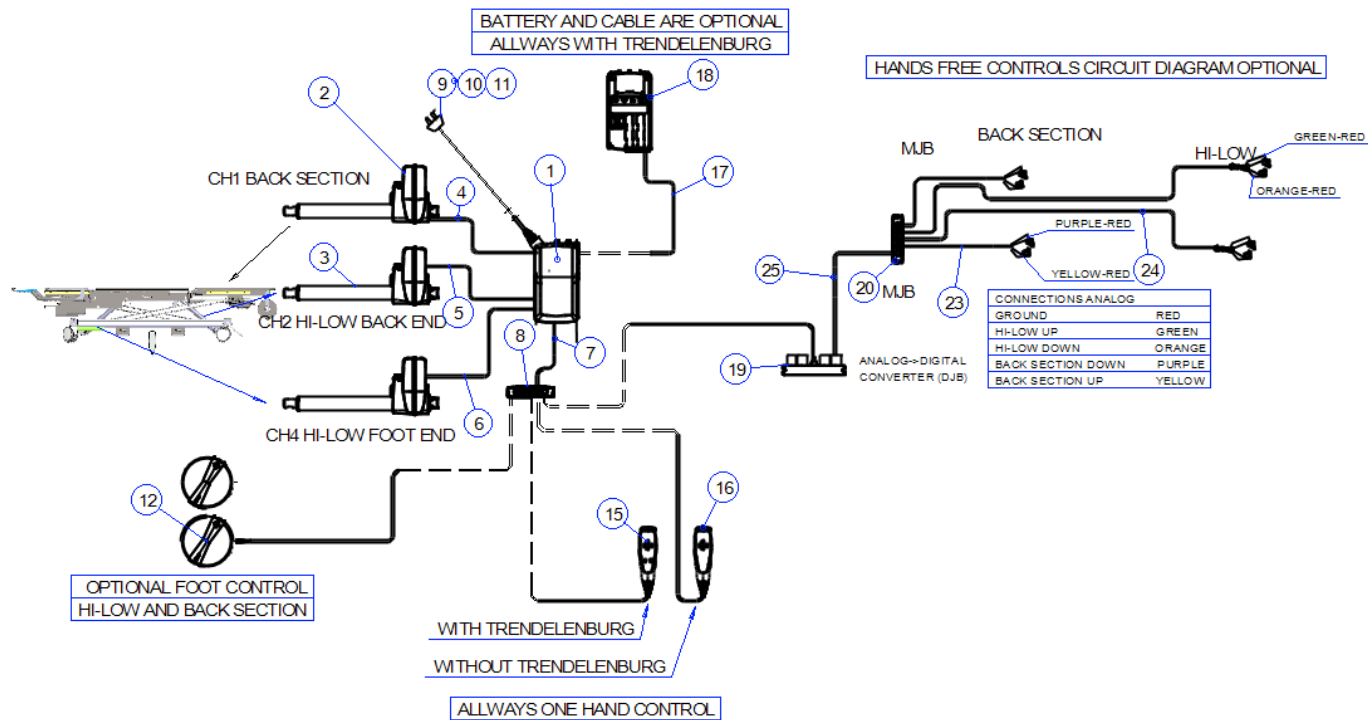 BATTERY AND CABLE ARE OPTIONAL
ALLWAYS WITH TRENDELENBURG
HANDS FREE CONTROLS CIRCUIT DIAGRAM OPTIONAL
9
10
11
2
18
1
17
CH1 BACK SECTION
4
3
5
CH2 HI-LOW BACK END
8
7
6
CH4 HI-LOW FOOT END
MJB
BACK SECTION
HI-LOW
GREEN-RED
ORANGE-RED
PURPLE-RED
YELLOW-RED
25
20
MJB
23
24
19
ANALOG->DIGITAL
CONVERTER (DJB)
CONNECTIONS ANALOG
GROUND RED
HI-LOW UP GREEN
HI-LOW DOWN ORANGE
BACK SECTION DOWN PURPLE
BACK SECTION UP YELLOW
12
OPTIONAL FOOT CONTROL
HI-LOW AND BACK SECTION
15
16
WITH TRENDELENBURG
WITHOUT TRENDELENBURG
ALLWAYS ONE HAND CONTROL